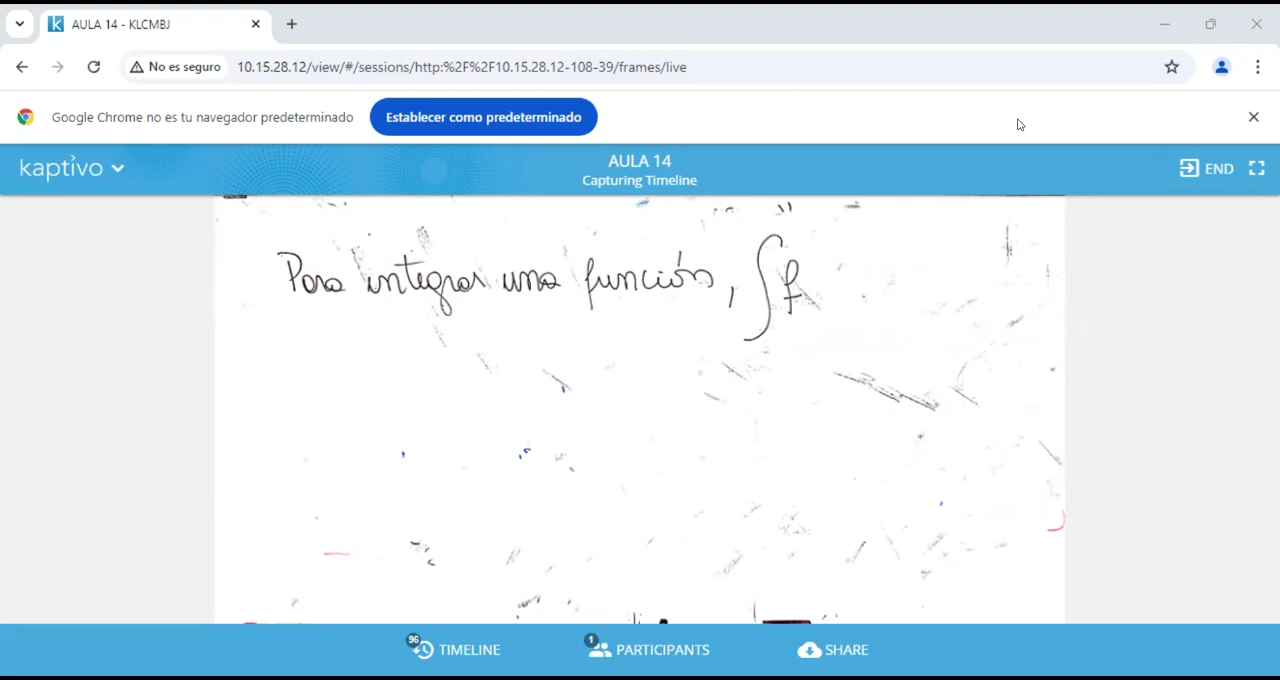 AULA 14 - KLCMBJ
No es seguro
10.15.28.12/view/#/sessions/http:%2F%2F10.15.28.12-108-39/frames/live
Google Chrome no es tu navegador predeterminado
Establecer como predeterminado
kaptivo
AULA 14
Capturing Timeline
END
Para integrar una función, ∫f
96
TIMELINE
1
PARTICIPANTS
SHARE